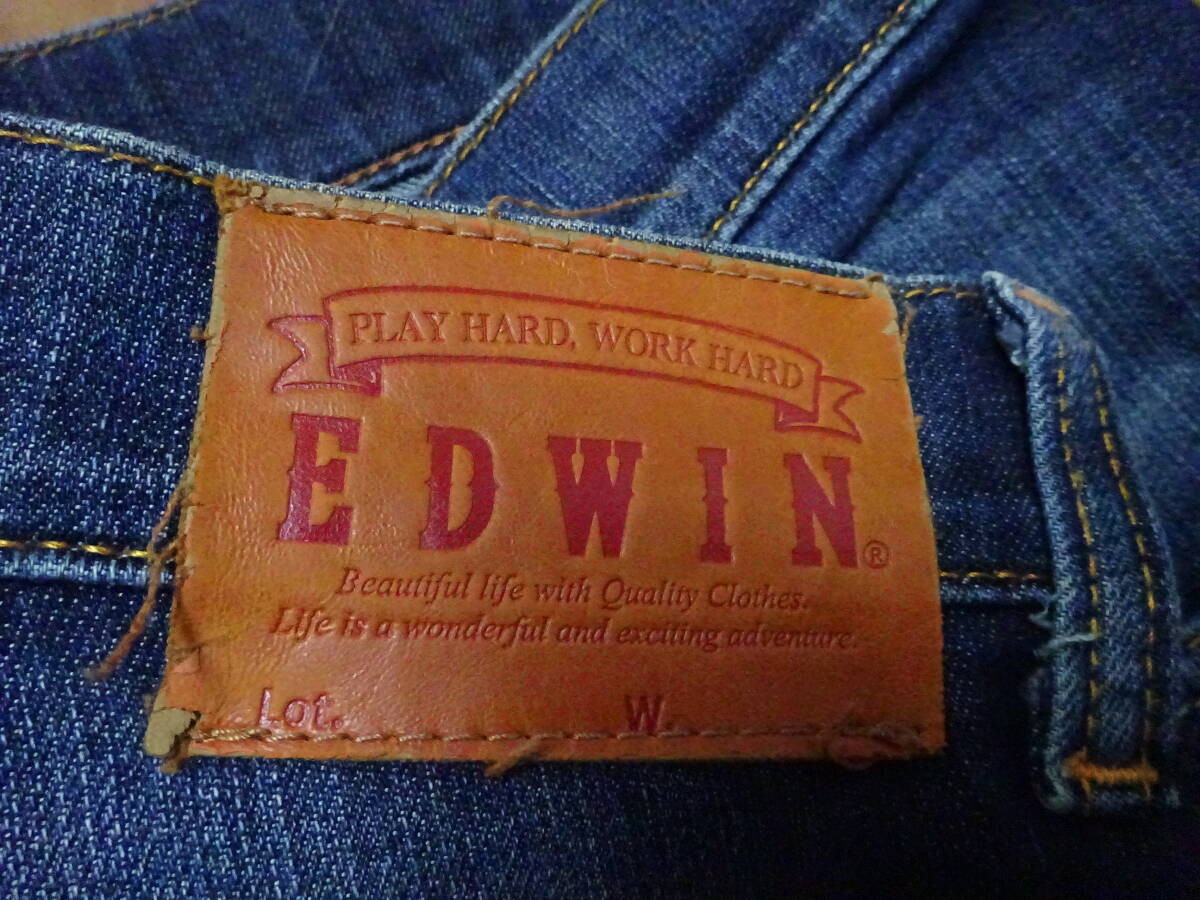 PLAY HARD, WORK HARD
EDWIN®
Beautiful life with Quality Clothes.
Life is a wonderful and exciting adventure.
Lot. W.